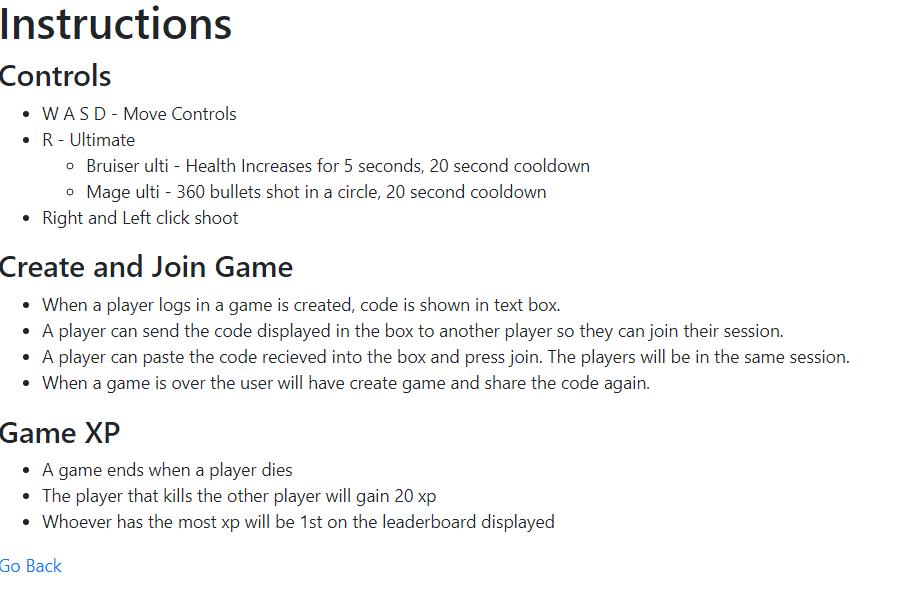 Instructions
Controls
W A S D - Move Controls
R - Ultimate
Bruiser ulti - Health Increases for 5 seconds, 20 second cooldown
Mage ulti - 360 bullets shot in a circle, 20 second cooldown
Right and Left click shoot
Create and Join Game
When a player logs in a game is created, code is shown in text box.
A player can send the code displayed in the box to another player so they can join their session.
A player can paste the code recieved into the box and press join. The players will be in the same session.
When a game is over the user will have create game and share the code again.
Game XP
A game ends when a player dies
The player that kills the other player will gain 20 xp
Whoever has the most xp will be 1st on the leaderboard displayed
Go Back